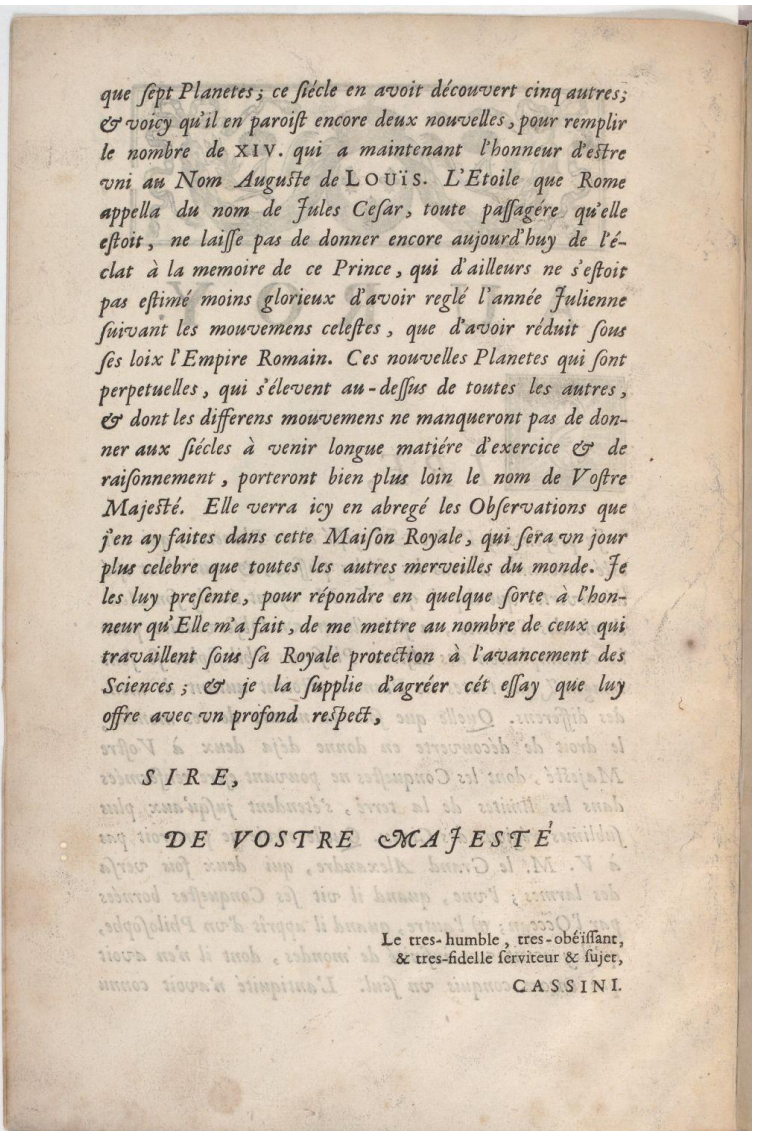 que ſept Planetes; ce ſiécle en avoit découvert cinq autres;
& voicy qu'il en paroiſt encore deux nouvelles, pour remplir
le nombre de XIV. qui a maintenant l'honneur d'eſtre
vni au Nom Auguſte de LOUÏS. L'Etoile que Rome
appella du nom de Jules Ceſar, toute paſſagére qu'elle
eſtoit, ne laiſſe pas de donner encore aujourd'huy de l'é-
clat à la memoire de ce Prince, qui d'ailleurs ne s'eſtoit
pas eſtimé moins glorieux d'avoir reglé l'année Julienne
ſuivant les mouvemens celeſtes, que d'avoir réduit ſous
ſes loix l'Empire Romain. Ces nouvelles Planetes qui ſont
perpetuelles, qui s'élevent au-deſſus de toutes les autres,
& dont les differens mouvemens ne manqueront pas de don-
ner aux ſiécles à venir longue matiére d'exercice & de
raiſonnement, porteront bien plus loin le nom de Voſtre
Majeſté. Elle verra icy en abregé les Obſervations que
j'en ay faites dans cette Maiſon Royale, qui ſera vn jour
plus celebre que toutes les autres merveilles du monde. Je
les luy preſente, pour répondre en quelque ſorte à l'hon-
neur qu'Elle m'a fait, de me mettre au nombre de ceux qui
travaillent ſous ſa Royale protection à l'avancement des
Sciences; & je la ſupplie d'agréer cét eſſay que luy
offre avec vn profond reſpect,
SIRE,
DE VOSTRE MAJESTÉ
Le tres-humble, tres-obéïſſant,
& tres-fidelle ſerviteur & ſujet,
CASSINI.